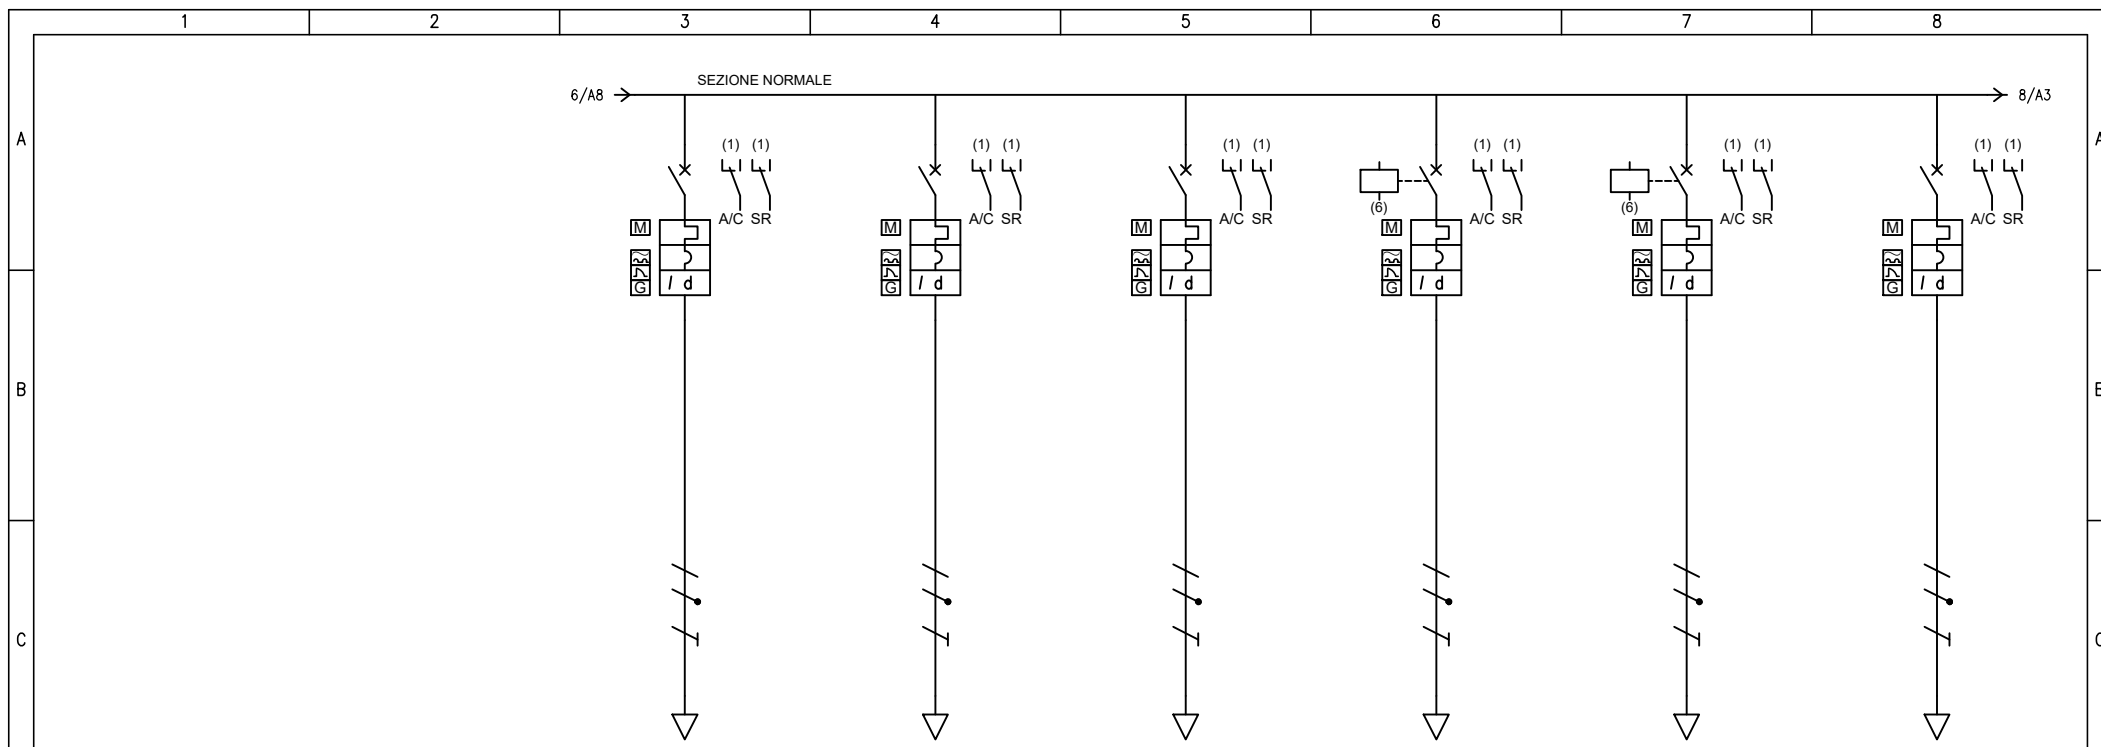 1 2 3 4 5 6 7 8
SEZIONE NORMALE
6/A8 8/A3
A A
(1) (1) (1) (1) (1) (1) (1) (1) (1) (1) (1) (1)
(6) (6)
A/C SR A/C SR A/C SR A/C SR A/C SR A/C SR
M M M M M M
G I d G I d G I d G I d G I d G I d
B B
C C